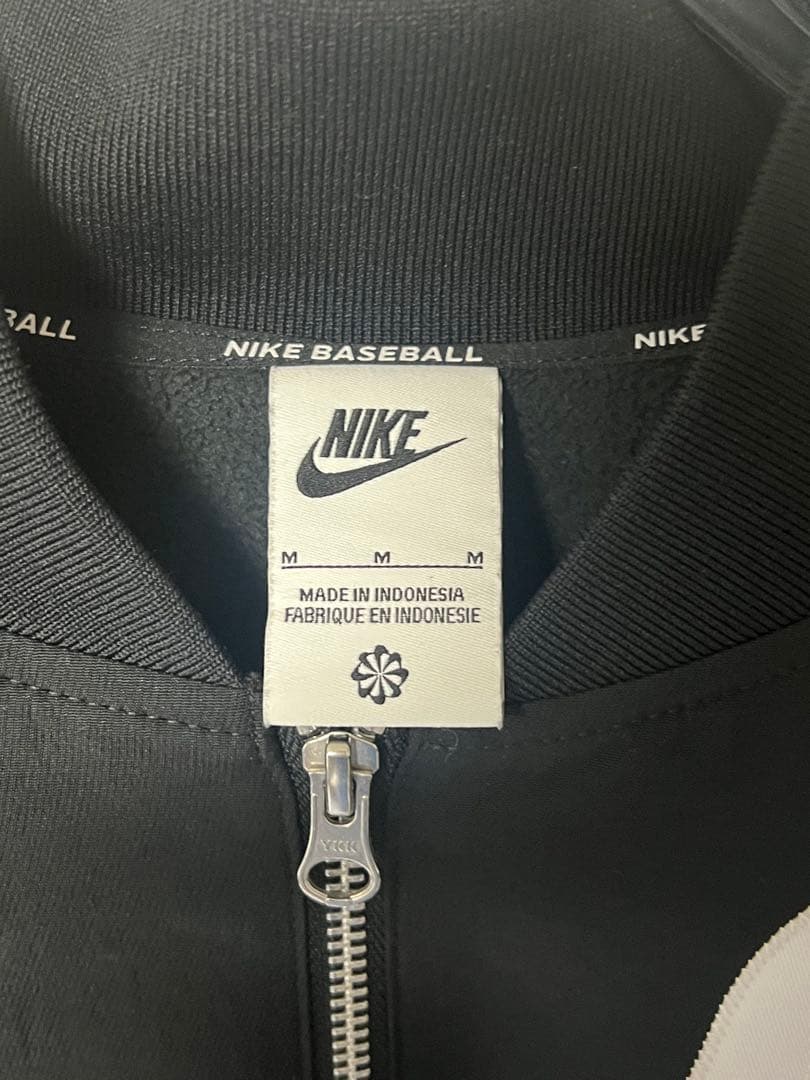 BALL
NIKE BASEBALL
NIKE
NIKE
M M M
MADE IN INDONESIA
FABRIQUE EN INDONESIE
YKK